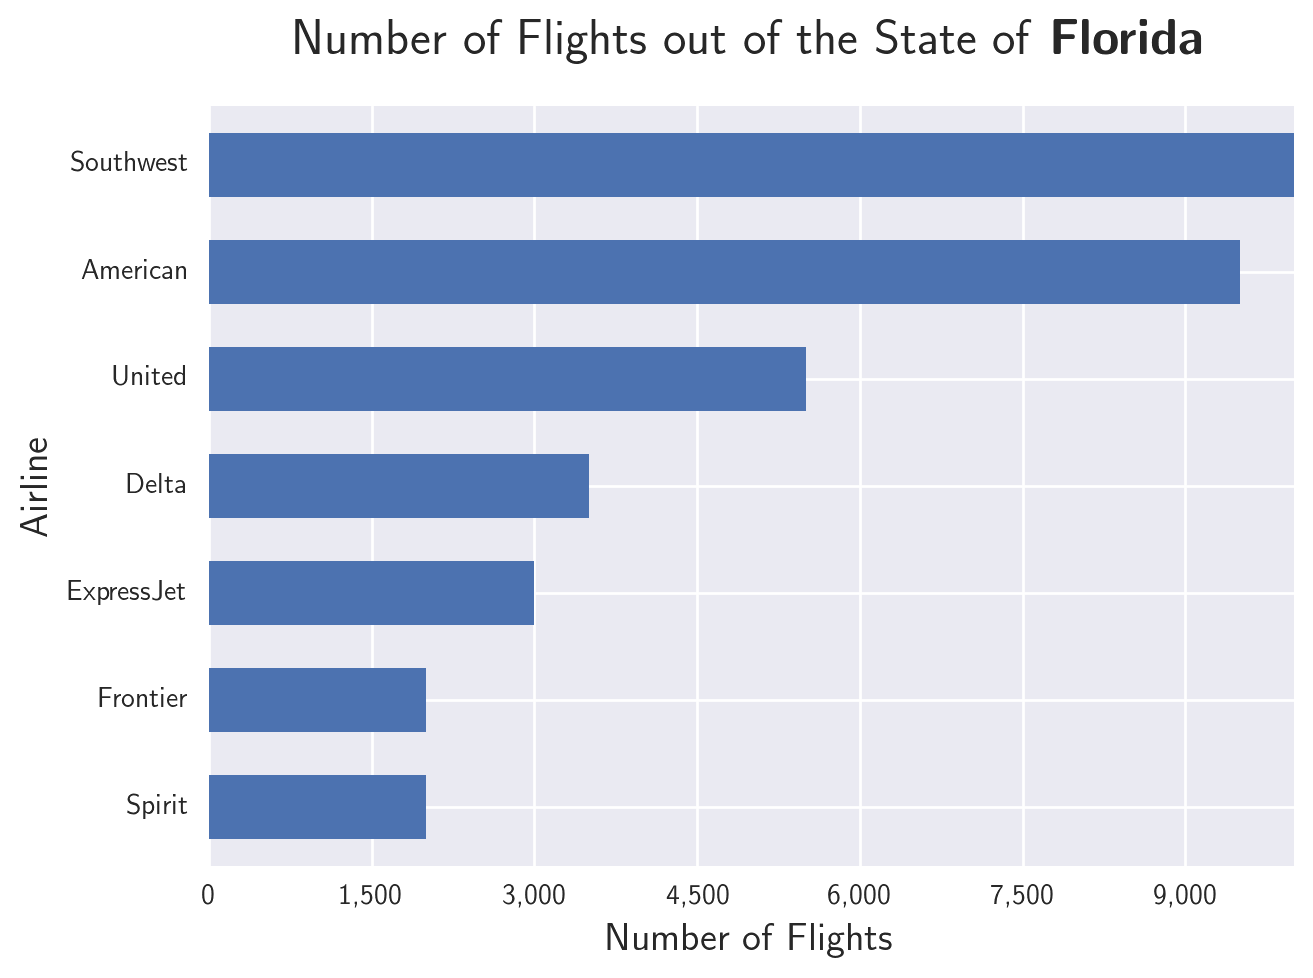 Number of Flights out of the State of Florida
Southwest
American
United
Delta
ExpressJet
Frontier
Spirit
Airline
0 1,500 3,000 4,500 6,000 7,500 9,000
Number of Flights